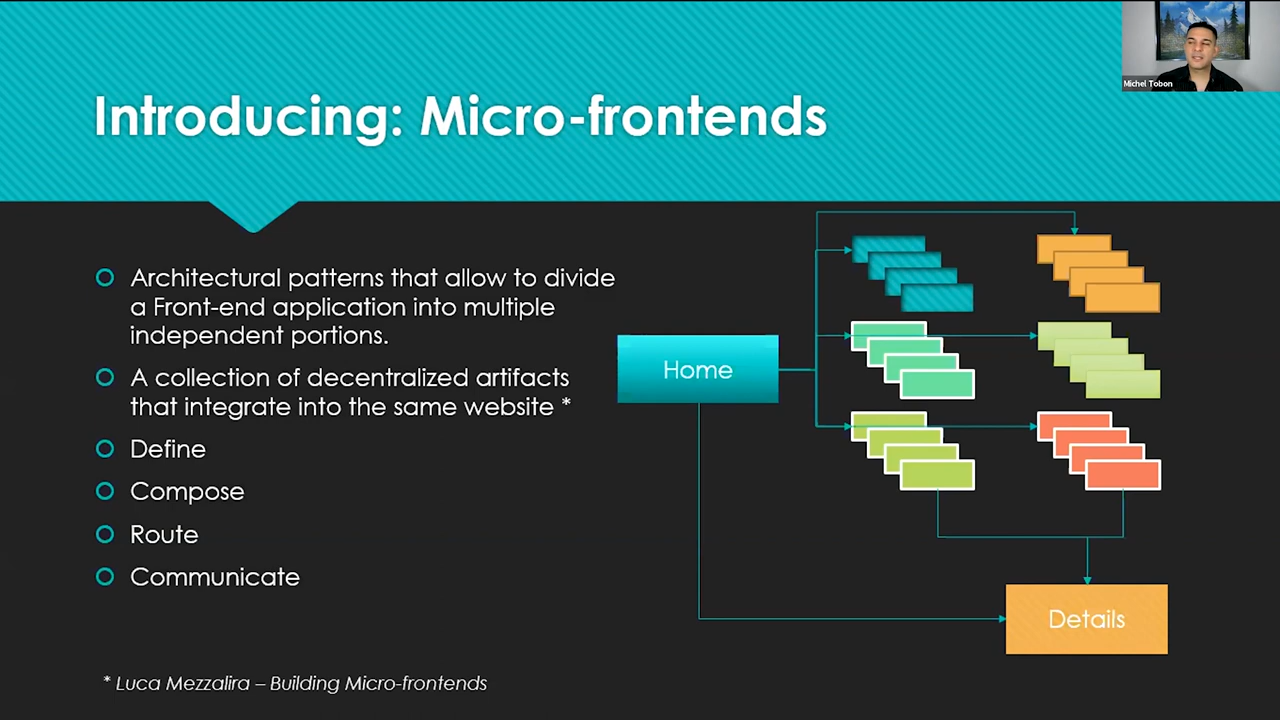 Michel Tobon
Introducing: Micro-frontends
Architectural patterns that allow to divide
a Front-end application into multiple
independent portions.
A collection of decentralized artifacts
that integrate into the same website *
Define
Compose
Route
Communicate
Home
Details
* Luca Mezzalira – Building Micro-frontends